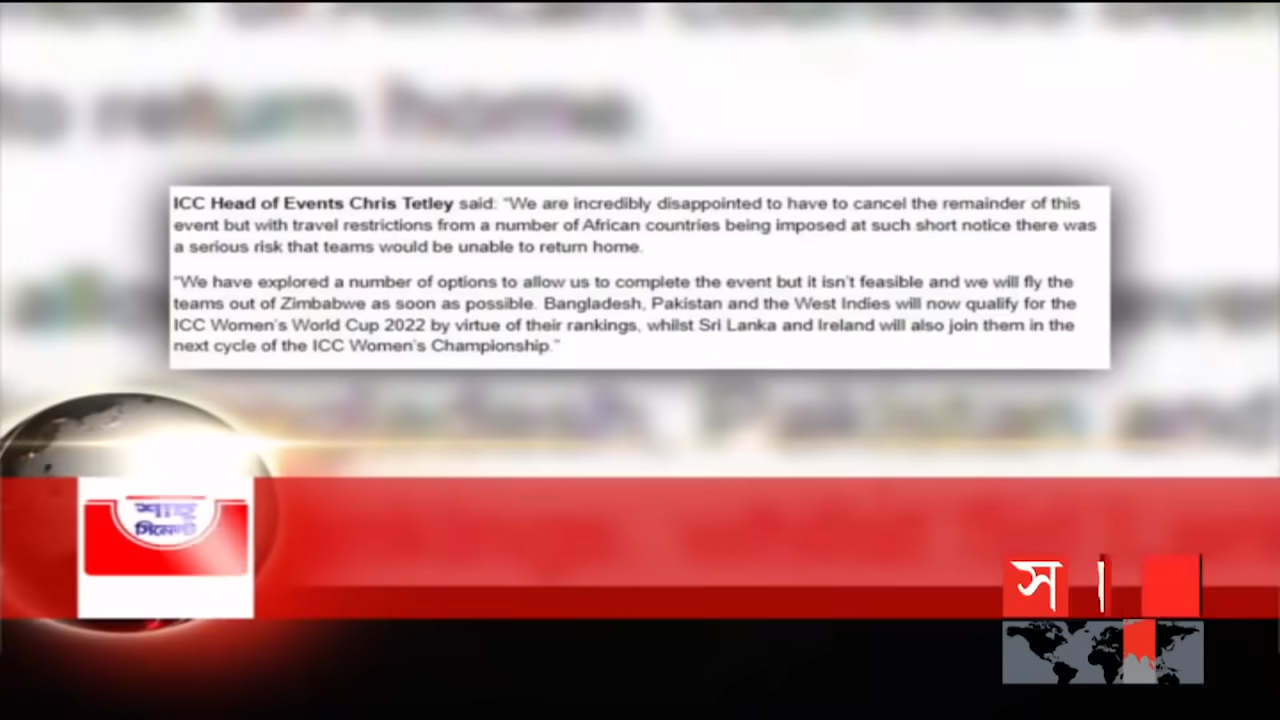 to return home.
ICC Head of Events Chris Tetley said: "We are incredibly disappointed to have to cancel the remainder of this
event but with travel restrictions from a number of African countries being imposed at such short notice there was
a serious risk that teams would be unable to return home.
"We have explored a number of options to allow us to complete the event but it isn't feasible and we will fly the
teams out of Zimbabwe as soon as possible. Bangladesh, Pakistan and the West Indies will now qualify for the
ICC Women's World Cup 2022 by virtue of their rankings, whilst Sri Lanka and Ireland will also join them in the
next cycle of the ICC Women's Championship."
শাহ্
সিমেন্ট
স